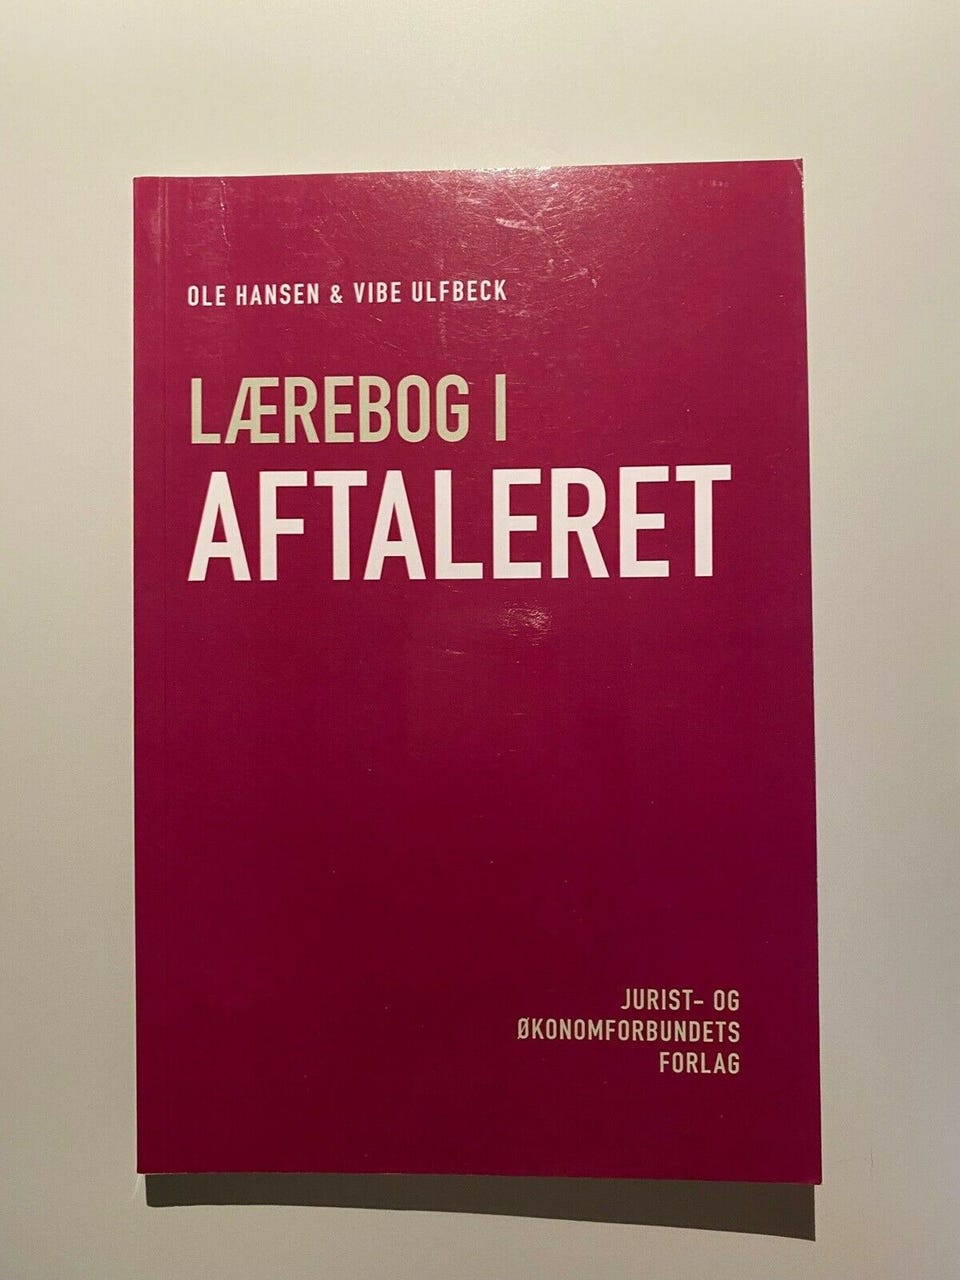 OLE HANSEN & VIBE ULFBECK
LÆREBOG I
AFTALERET
JURIST- OG
ØKONOMFORBUNDETS
FORLAG